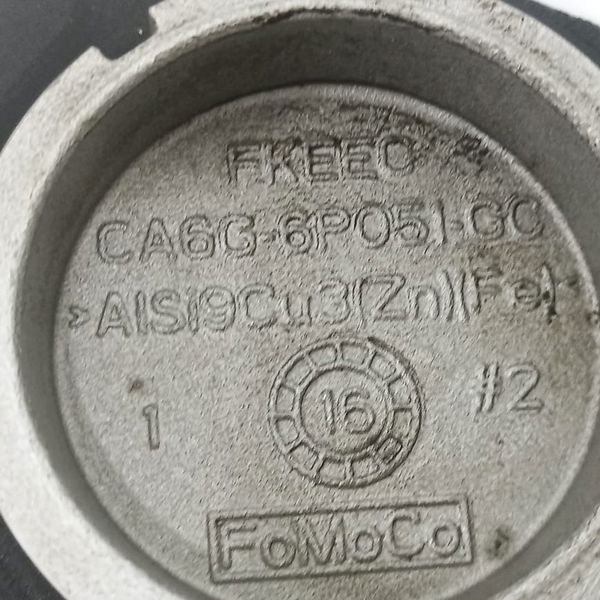 FKEEC
CA6G-6P051-GC
>AlSi9Cu3(Zn)(Fe)<
1
16
#2
FoMoCo